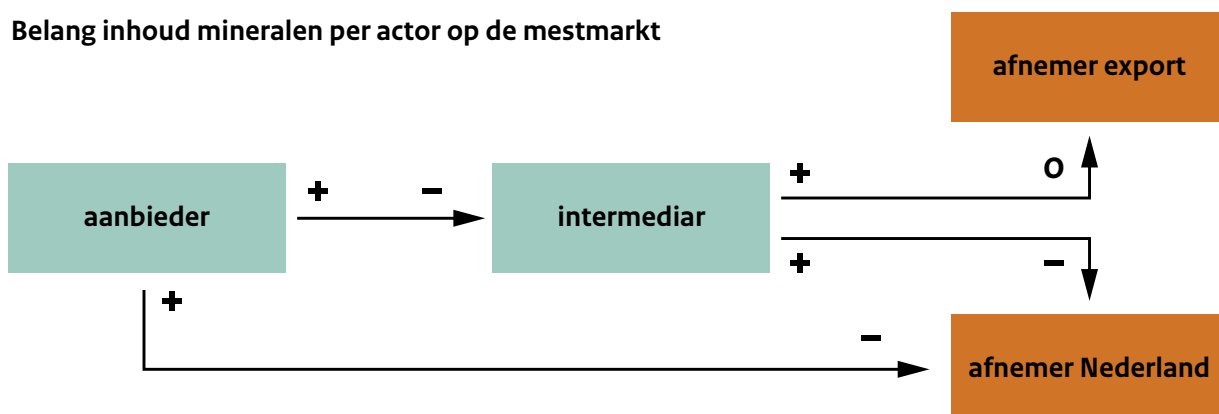 Belang inhoud mineralen per actor op de mestmarkt
afnemer export
+ − + O
aanbieder
intermediar
+ + −
−
afnemer Nederland